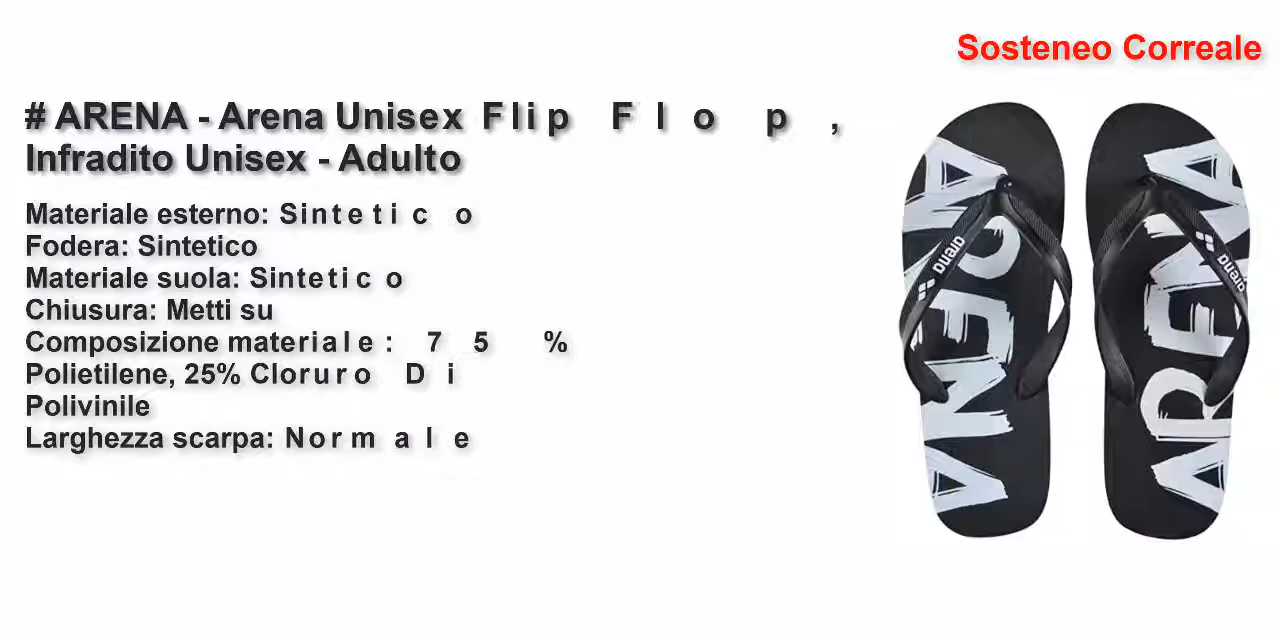 Sosteneo Correale
# ARENA - Arena Unisex Flip Flop,
Infradito Unisex - Adulto
Materiale esterno: Sintetico
Fodera: Sintetico
Materiale suola: Sintetico
Chiusura: Metti su
Composizione materiale: 75%
Polietilene, 25% Cloruro Di
Polivinile
Larghezza scarpa: Normale
ARENA
arena
ARENA
arena